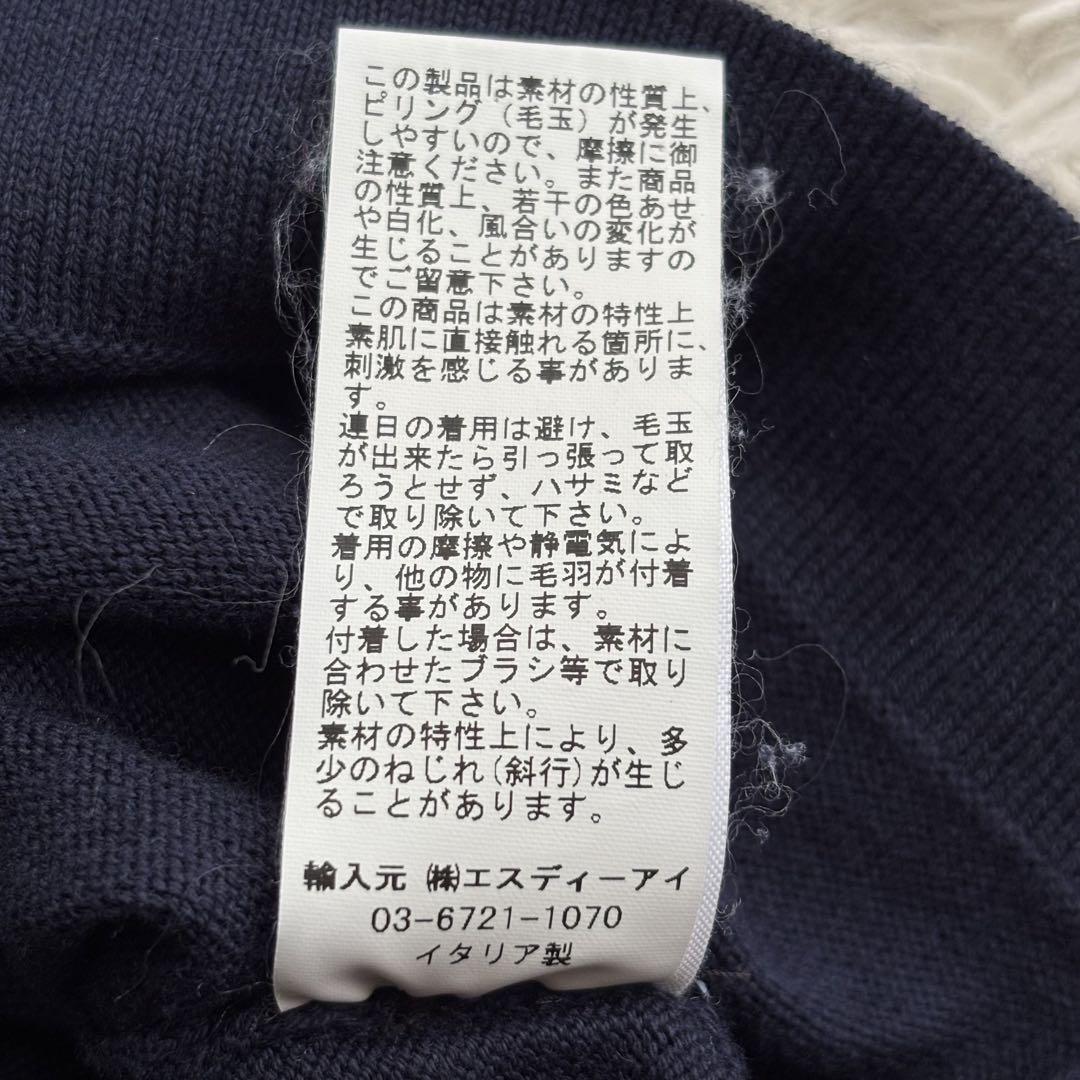 この製品は素材の性質上、
ピリング（毛玉）が発生
しやすいので、摩擦に御
注意ください。また商品
の性質上、若干の色あせ
や白化、風合いの変化が
生じることがありますの
でご留意下さい。
この商品は素材の特性上
素肌に直接触れる箇所に、
刺激を感じる事がありま
す。
連日の着用は避け、毛玉
が出来たら引っ張って取
ろうとせず、ハサミなど
で取り除いて下さい。
着用の摩擦や静電気によ
り、他の物に毛羽が付着
する事があります。
付着した場合は、素材に
合わせたブラシ等で取り
除いて下さい。
素材の特性上により、多
少のねじれ(斜行)が生じ
ることがあります。
輸入元 ㈱エスディーアイ
03-6721-1070
イタリア製